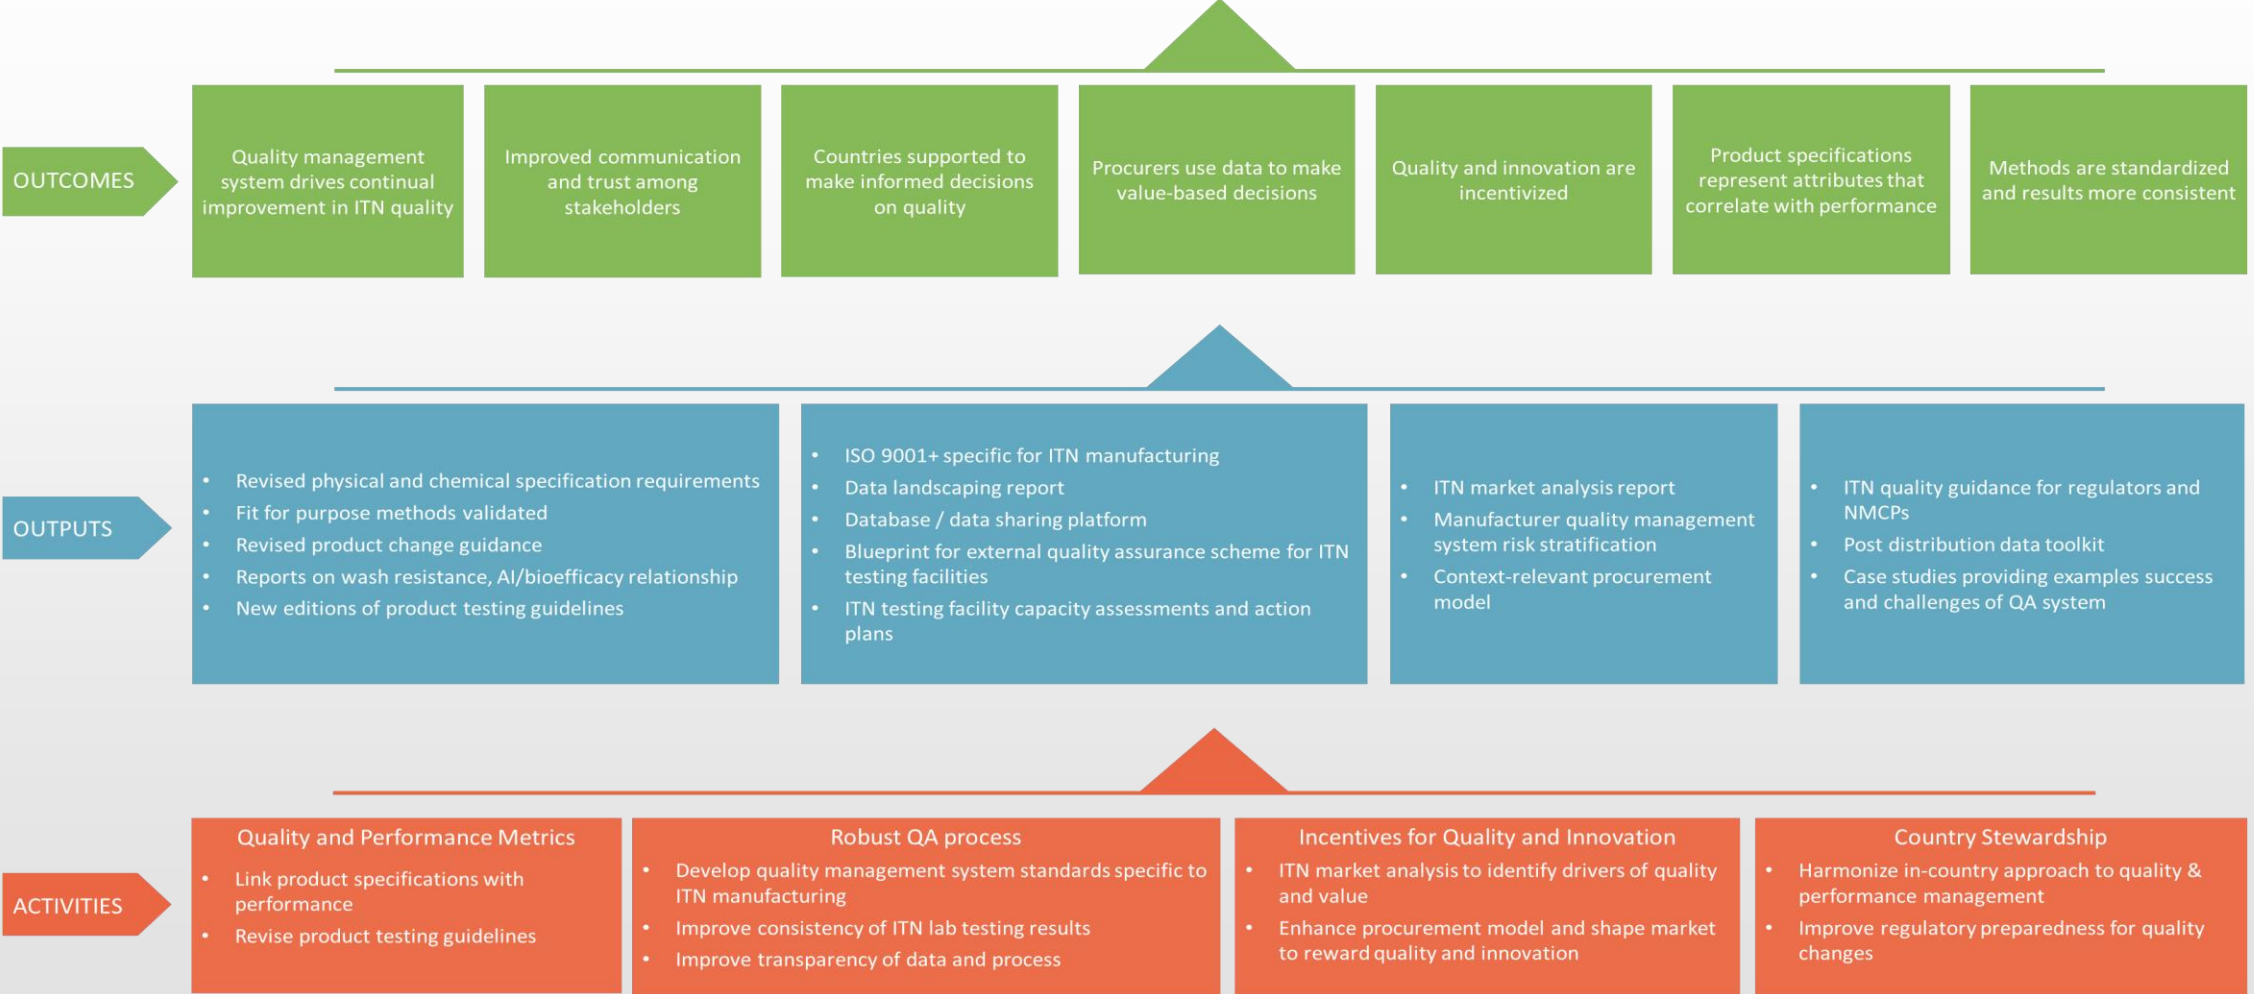 OUTCOMES
Quality management
system drives continual
improvement in ITN quality
Improved communication
and trust among
stakeholders
Countries supported to
make informed decisions
on quality
Procurers use data to make
value-based decisions
Quality and innovation are
incentivized
Product specifications
represent attributes that
correlate with performance
Methods are standardized
and results more consistent
OUTPUTS
• Revised physical and chemical specification requirements
• Fit for purpose methods validated
• Revised product change guidance
• Reports on wash resistance, AI/bioefficacy relationship
• New editions of product testing guidelines
• ISO 9001+ specific for ITN manufacturing
• Data landscaping report
• Database / data sharing platform
• Blueprint for external quality assurance scheme for ITN
testing facilities
• ITN testing facility capacity assessments and action
plans
• ITN market analysis report
• Manufacturer quality management
system risk stratification
• Context-relevant procurement
model
• ITN quality guidance for regulators and
NMCPs
• Post distribution data toolkit
• Case studies providing examples success
and challenges of QA system
ACTIVITIES
Quality and Performance Metrics
• Link product specifications with
performance
• Revise product testing guidelines
Robust QA process
• Develop quality management system standards specific to
ITN manufacturing
• Improve consistency of ITN lab testing results
• Improve transparency of data and process
Incentives for Quality and Innovation
• ITN market analysis to identify drivers of quality
and value
• Enhance procurement model and shape market
to reward quality and innovation
Country Stewardship
• Harmonize in-country approach to quality &
performance management
• Improve regulatory preparedness for quality
changes